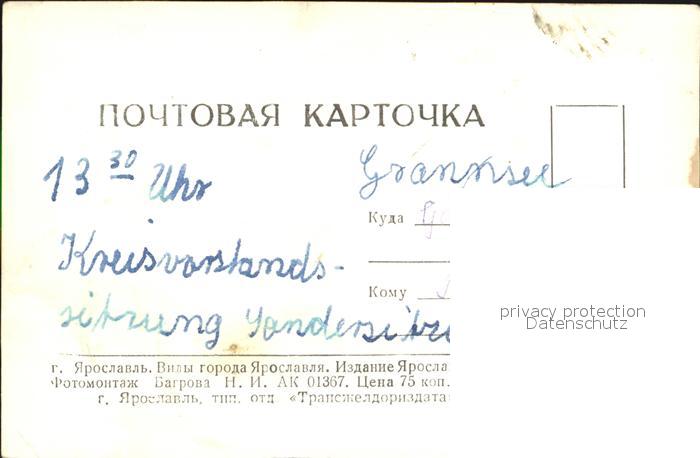 ПОЧТОВАЯ КАРТОЧКА
13 30 Uhr
Grannsee
Куда
Kreisvorstands-
Кому
privacy protection
Datenschutz
sitzung
г. Ярославль. Виды города Ярославля. Издание Яросла
Фотомонтаж Багрова Н. И. АК 01367. Цена 75 коп.
г. Ярославль, тип. отд. «Трансжелдориздата